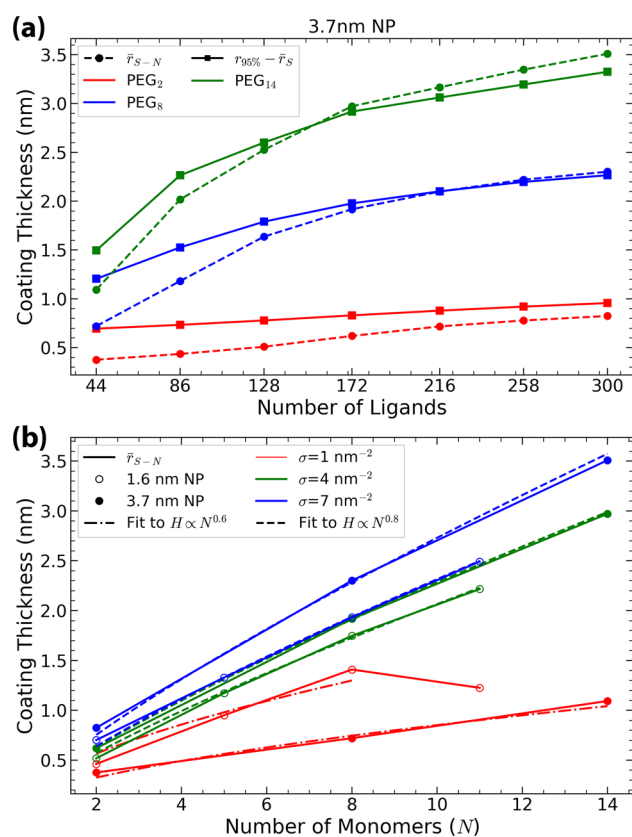 (a)
3.7nm NP
r̄_{S−N}
r_{95%} − r̄_S
PEG₂
PEG₁₄
PEG₈
Coating Thickness (nm)
3.5
3.0
2.5
2.0
1.5
1.0
0.5
44 86 128 172 216 258 300
Number of Ligands
(b)
r̄_{S−N}
σ=1 nm⁻²
1.6 nm NP
σ=4 nm⁻²
3.7 nm NP
σ=7 nm⁻²
Fit to H∝N^{0.6}
Fit to H∝N^{0.8}
Coating Thickness (nm)
3.5
3.0
2.5
2.0
1.5
1.0
0.5
2 4 6 8 10 12 14
Number of Monomers (N)